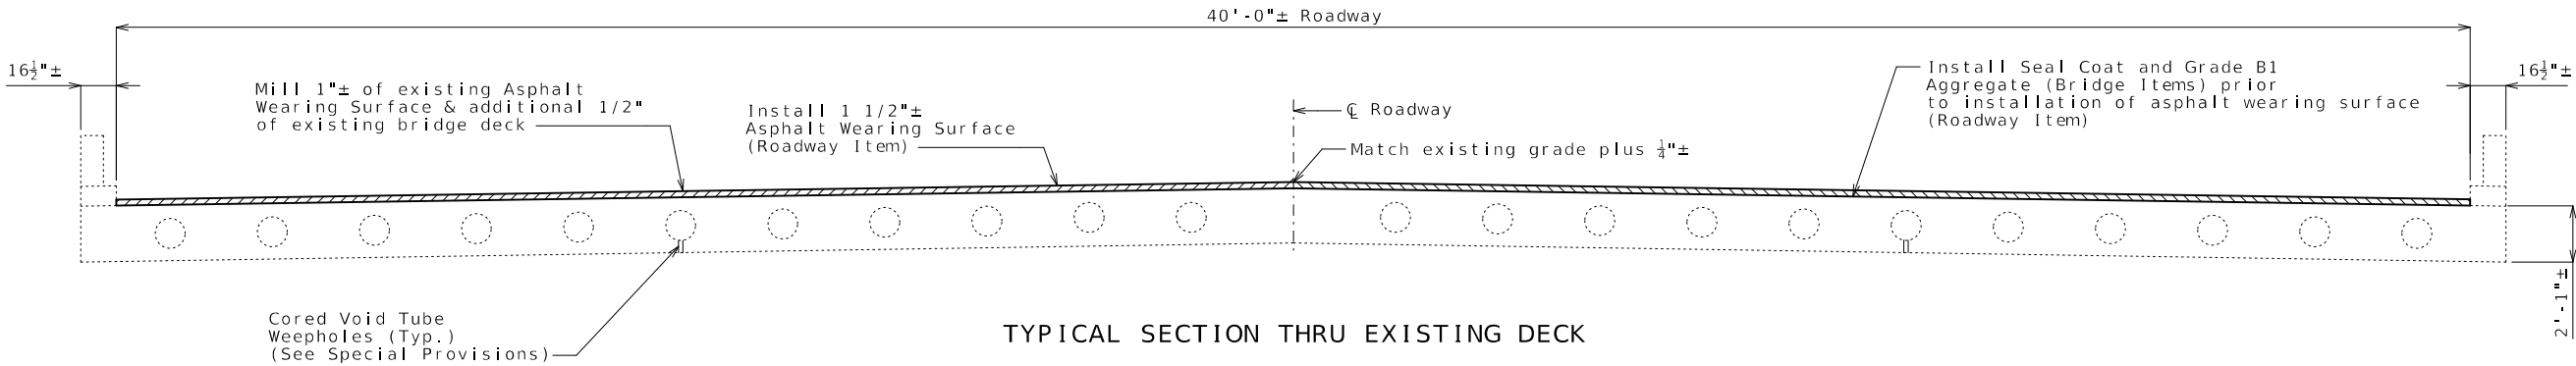 40'-0"± Roadway
16½"±
Mill 1"± of existing Asphalt
Wearing Surface & additional 1/2"
of existing bridge deck
Install 1 1/2"±
Asphalt Wearing Surface
(Roadway Item)
℄ Roadway
Match existing grade plus ¼"±
Install Seal Coat and Grade B1
Aggregate (Bridge Items) prior
to installation of asphalt wearing surface
(Roadway Item)
16½"±
2'-1"±
Cored Void Tube
Weepholes (Typ.)
(See Special Provisions)
TYPICAL SECTION THRU EXISTING DECK